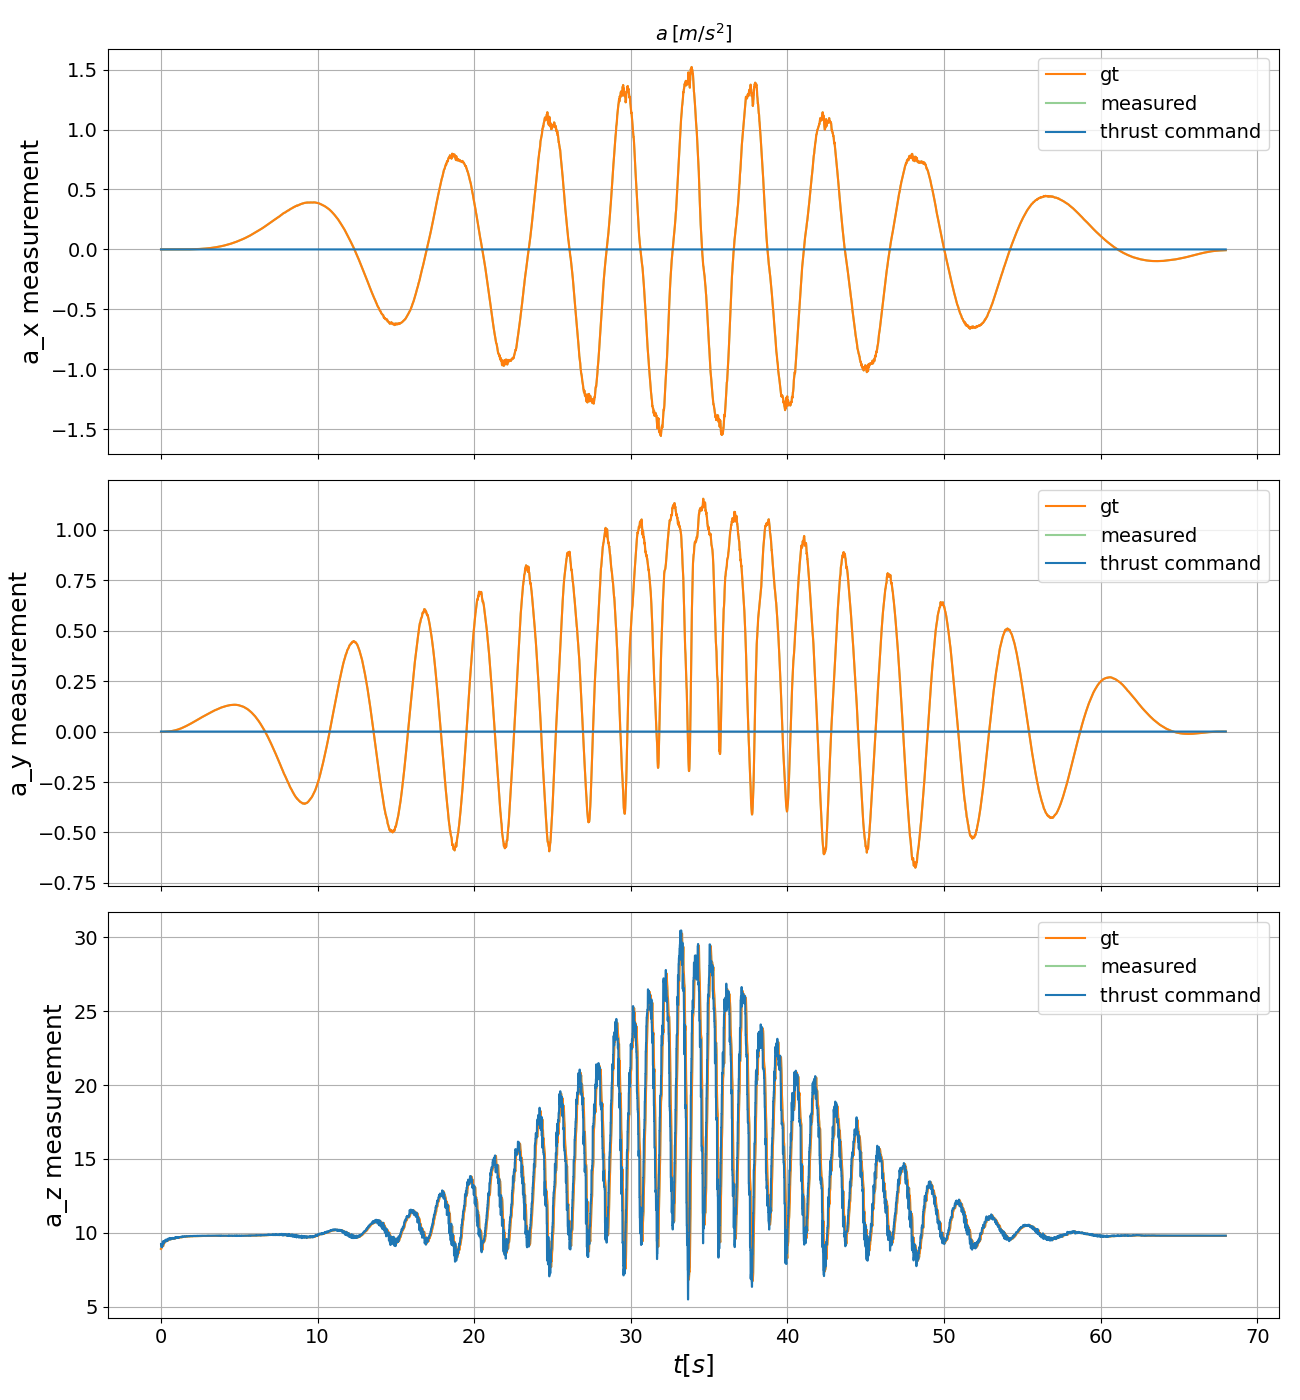 a [m/s²]
1.5
1.0
0.5
0.0
−0.5
−1.0
−1.5
a_x measurement
gt
measured
thrust command
1.00
0.75
0.50
0.25
0.00
−0.25
−0.50
−0.75
a_y measurement
gt
measured
thrust command
30
25
20
15
10
5
a_z measurement
gt
measured
thrust command
0 10 20 30 40 50 60 70
t[s]